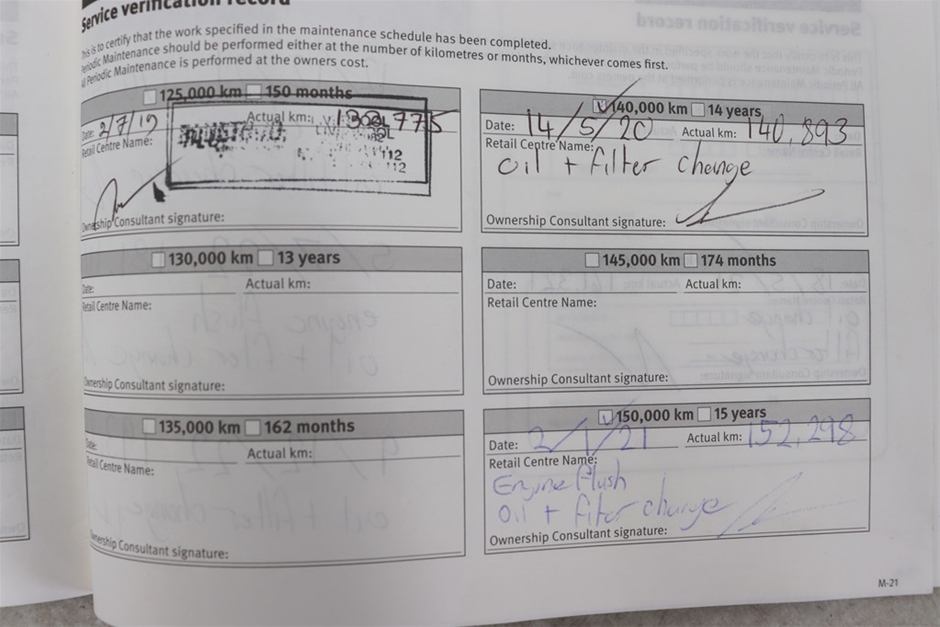 Service verification record
This is to certify that the work specified in the maintenance schedule has been completed.
Periodic Maintenance should be performed either at the number of kilometres or months, whichever comes first.
All Periodic Maintenance is performed at the owners cost.
125,000 km 150 months
Date: 2/7/19 Actual km:
Retail Centre Name:
112
112
Ownership Consultant signature:
130,000 km 13 years
Date: Actual km:
Retail Centre Name:
Ownership Consultant signature:
135,000 km 162 months
Date: Actual km:
Retail Centre Name:
Ownership Consultant signature:
140,000 km 14 years
Date: 14/5/20 Actual km: 140,893
Retail Centre Name:
Oil + filter change
Ownership Consultant signature:
145,000 km 174 months
Date: Actual km:
Retail Centre Name:
Ownership Consultant signature:
150,000 km 15 years
Date: 2/1/21 Actual km: 152,298
Retail Centre Name:
Engine Flush
Oil + filter change
Ownership Consultant signature:
M-21